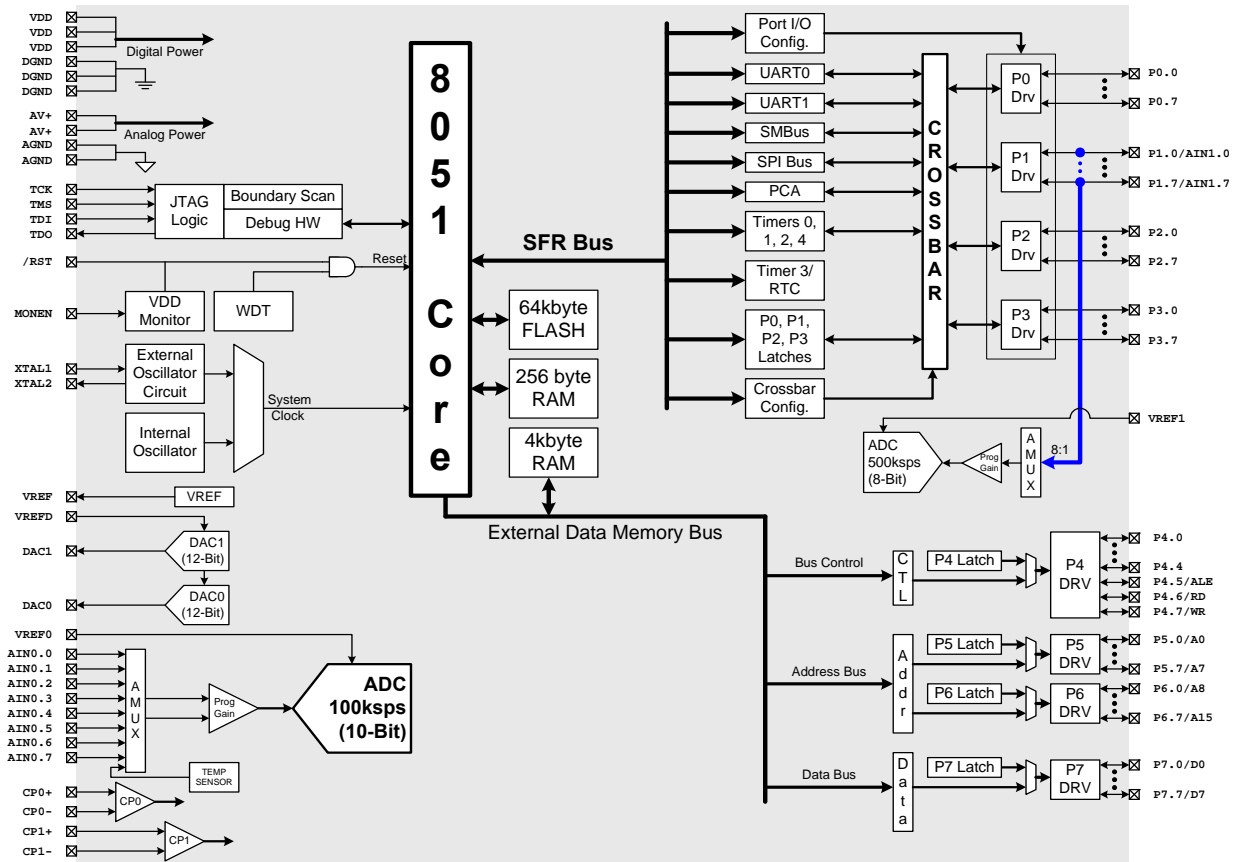 VDD
VDD
VDD
Digital Power
DGND
DGND
DGND
AV+
AV+
Analog Power
AGND
AGND
TCK
TMS
TDI
TDO
JTAG
Logic
Boundary Scan
Debug HW
/RST
Reset
MONEN
VDD
Monitor
WDT
XTAL1
XTAL2
External
Oscillator
Circuit
System
Clock
Internal
Oscillator
VREF
VREF
VREFD
DAC1
DAC1
(12-Bit)
DAC0
DAC0
(12-Bit)
VREF0
AIN0.0
AIN0.1
AIN0.2
AIN0.3
AIN0.4
AIN0.5
AIN0.6
AIN0.7
AMUX
Prog
Gain
ADC
100ksps
(10-Bit)
TEMP
SENSOR
CP0+
CP0-
CP0
CP1+
CP1-
CP1
8051 Core
SFR Bus
64kbyte
FLASH
256 byte
RAM
4kbyte
RAM
External Data Memory Bus
Port I/O
Config.
UART0
UART1
SMBus
SPI Bus
PCA
Timers 0,
1, 2, 4
Timer 3/
RTC
P0, P1,
P2, P3
Latches
Crossbar
Config.
CROSSBAR
P0
Drv
P1
Drv
P2
Drv
P3
Drv
P0.0
P0.7
P1.0/AIN1.0
P1.7/AIN1.7
P2.0
P2.7
P3.0
P3.7
VREF1
ADC
500ksps
(8-Bit)
Prog
Gain
AMUX
8:1
Bus Control
CTL
P4 Latch
P4
DRV
P4.0
P4.4
P4.5/ALE
P4.6/RD
P4.7/WR
Address Bus
Addr
P5 Latch
P5
DRV
P5.0/A0
P5.7/A7
P6 Latch
P6
DRV
P6.0/A8
P6.7/A15
Data Bus
Data
P7 Latch
P7
DRV
P7.0/D0
P7.7/D7